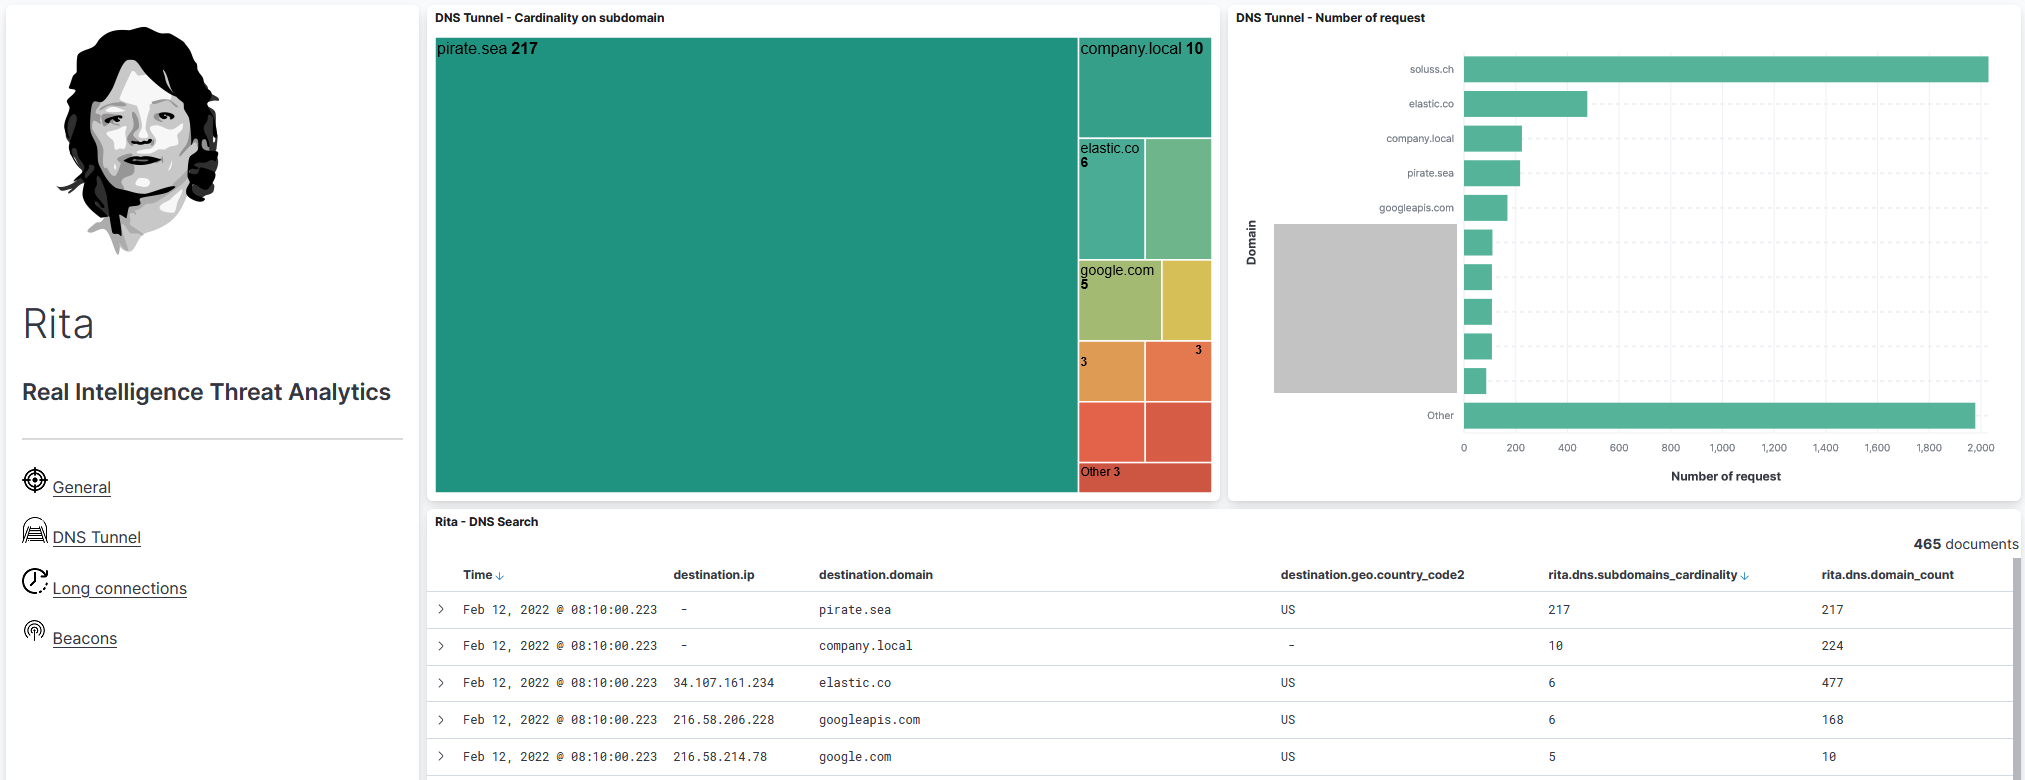 Rita
Real Intelligence Threat Analytics
General
DNS Tunnel
Long connections
Beacons
DNS Tunnel - Cardinality on subdomain
pirate.sea 217
company.local 10
elastic.co
6
google.com
5
3
3
Other 3
DNS Tunnel - Number of request
Domain
soluss.ch
elastic.co
company.local
pirate.sea
googleapis.com
Other
0 200 400 600 800 1,000 1,200 1,400 1,600 1,800 2,000
Number of request
Rita - DNS Search
465 documents
Time destination.ip destination.domain destination.geo.country_code2 rita.dns.subdomains_cardinality rita.dns.domain_count
Feb 12, 2022 @ 08:10:00.223 - pirate.sea US 217 217
Feb 12, 2022 @ 08:10:00.223 - company.local - 10 224
Feb 12, 2022 @ 08:10:00.223 34.107.161.234 elastic.co US 6 477
Feb 12, 2022 @ 08:10:00.223 216.58.206.228 googleapis.com US 6 168
Feb 12, 2022 @ 08:10:00.223 216.58.214.78 google.com US 5 10